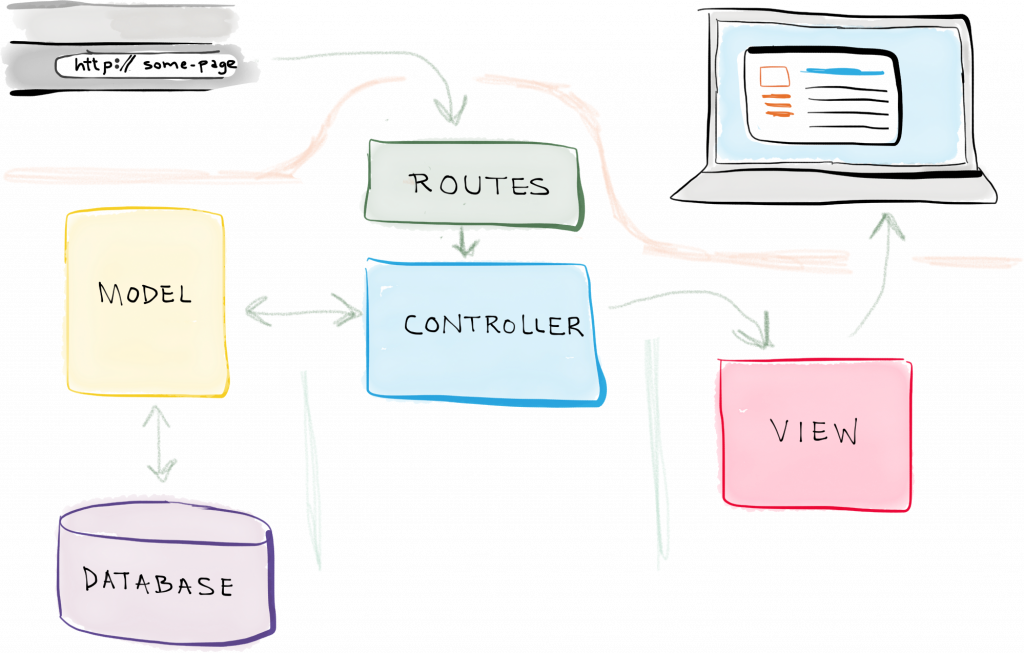 http:// some-page
ROUTES
MODEL
CONTROLLER
VIEW
DATABASE